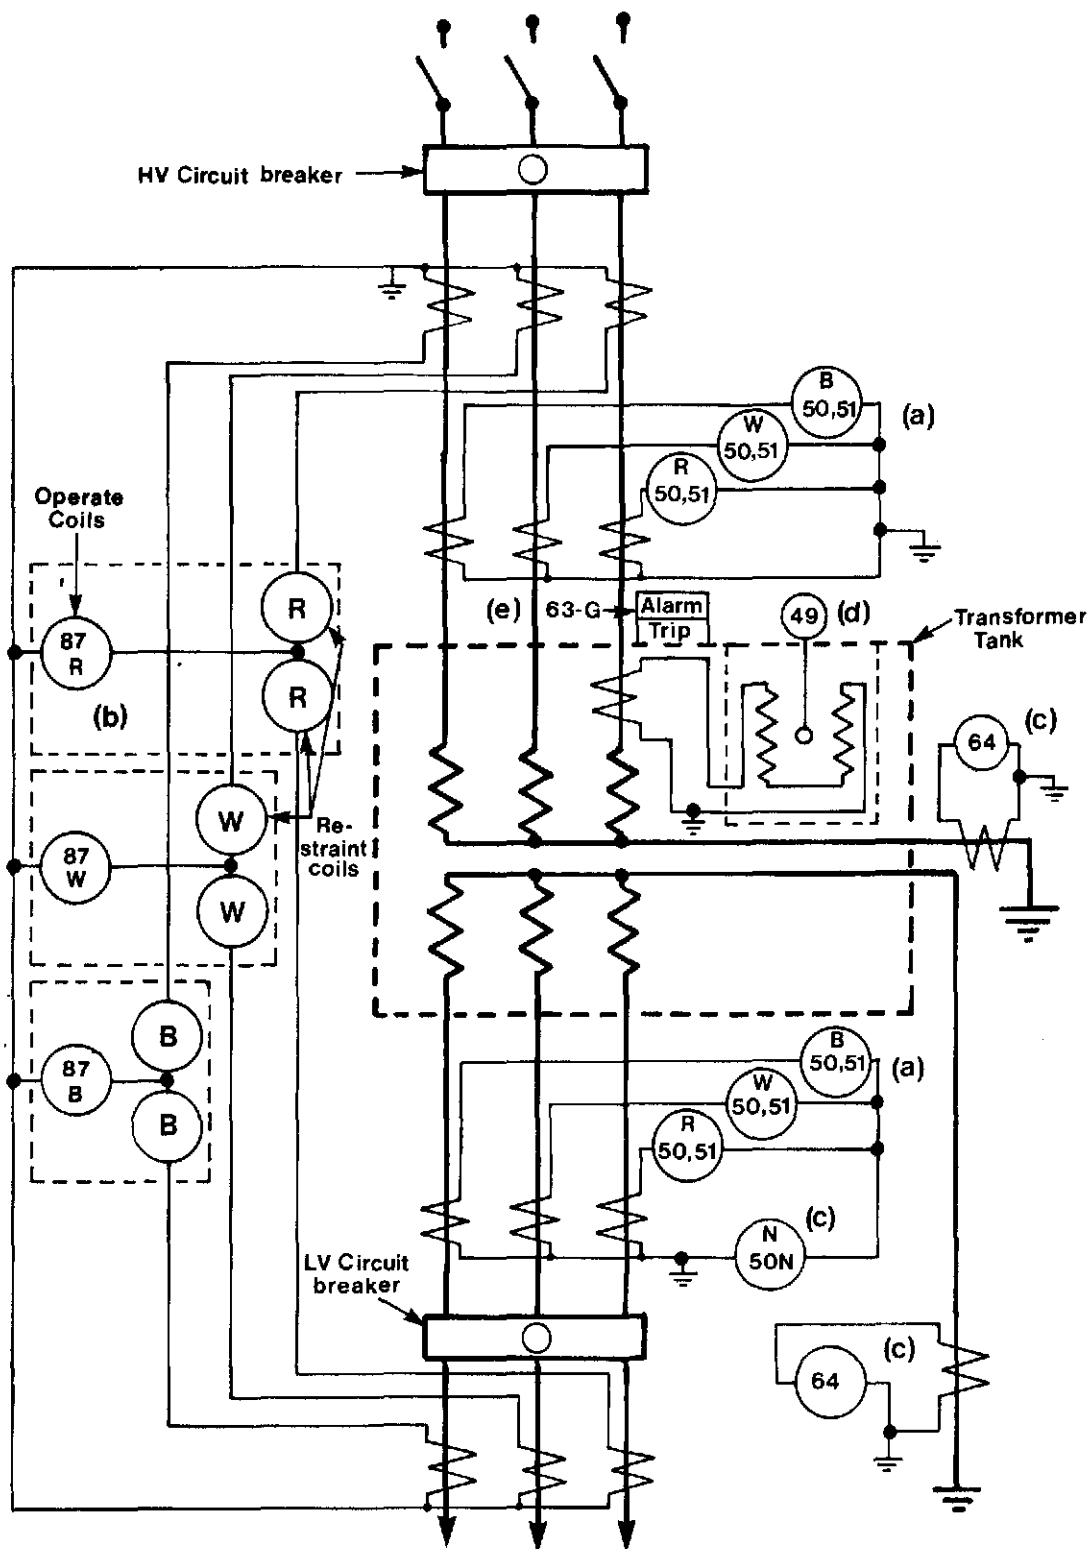 HV Circuit breaker
B
50,51
(a)
W
50,51
R
50,51
Operate
Coils
(e)
63-G
Alarm
Trip
49
(d)
Transformer
Tank
R
87
R
R
(b)
64
(c)
W
Re-
straint
coils
87
W
W
B
87
B
B
B
50,51
(a)
W
50,51
R
50,51
(c)
N
50N
LV Circuit
breaker
(c)
64